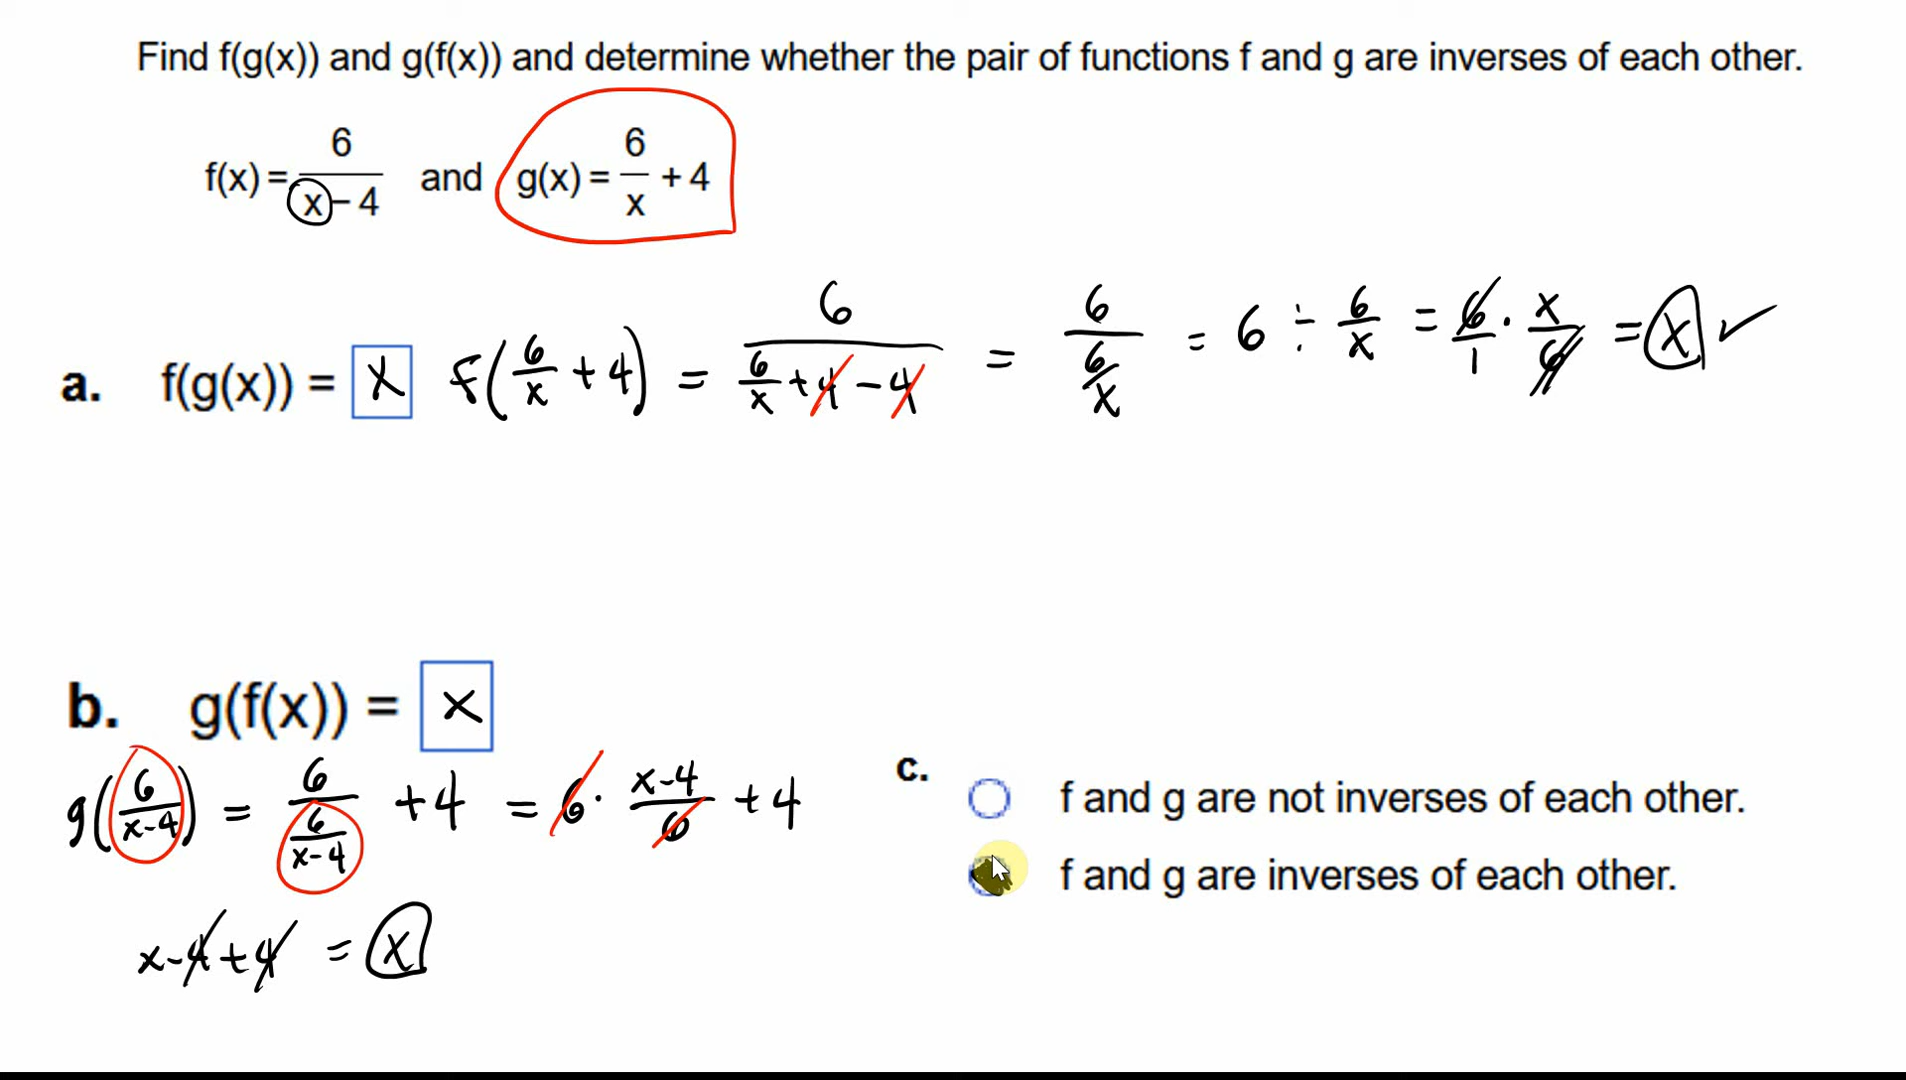 Find f(g(x)) and g(f(x)) and determine whether the pair of functions f and g are inverses of each other.
f(x) = 6/(x − 4) and g(x) = 6/x + 4
a. f(g(x)) = x f(6/x + 4) = 6/(6/x + 4 − 4) = 6/(6/x) = 6 ÷ 6/x = 6/1 · x/6 = x ✓
b. g(f(x)) = x
g(6/(x−4)) = 6/(6/(x−4)) + 4 = 6 · (x−4)/6 + 4
x − 4 + 4 = x
c.
f and g are not inverses of each other.
f and g are inverses of each other.